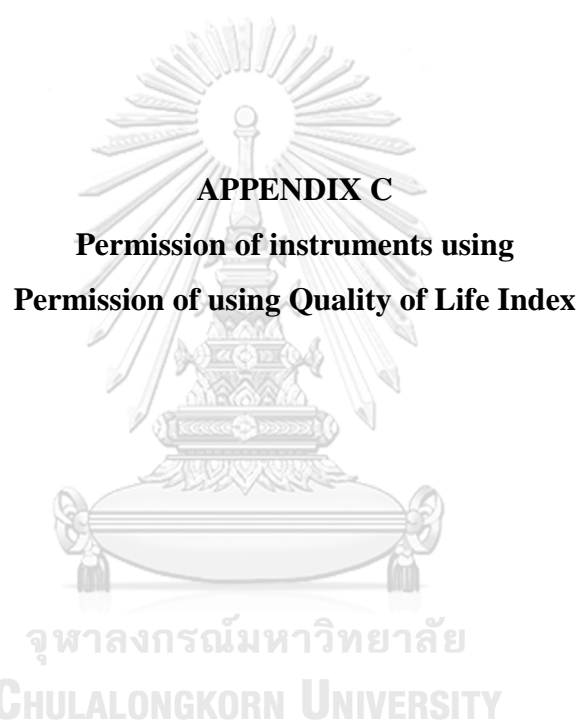 APPENDIX C
Permission of instruments using
Permission of using Quality of Life Index
จุฬาลงกรณ์มหาวิทยาลัย
CHULALONGKORN UNIVERSITY